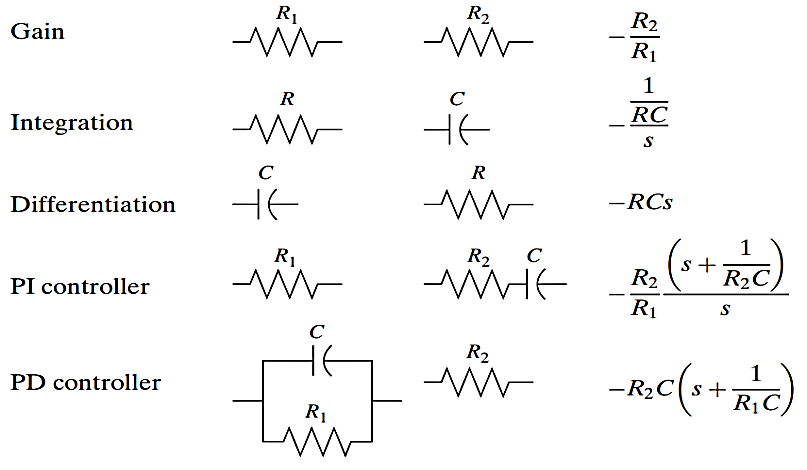 Gain R₁ R₂ −R₂/R₁
Integration R C −(1/(RC))/s
Differentiation C R −RCs
PI controller R₁ R₂ C −(R₂/R₁)((s + 1/(R₂C))/s)
PD controller C R₁ R₂ −R₂C(s + 1/(R₁C))